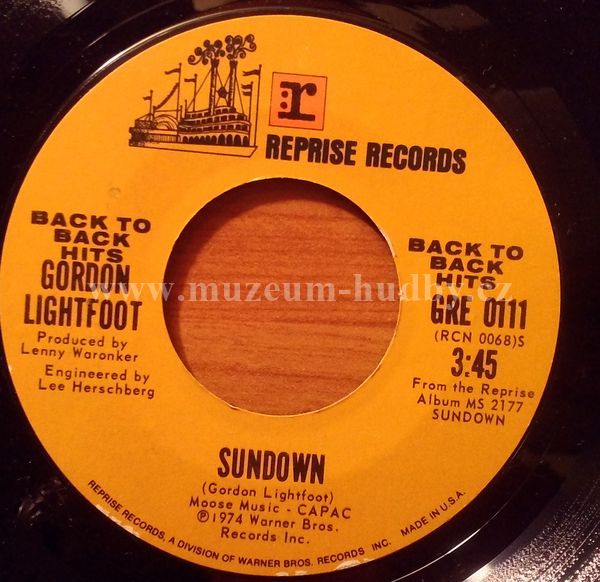 r
REPRISE RECORDS
BACK TO
BACK
HITS
GORDON
LIGHTFOOT
Produced by
Lenny Waronker
Engineered by
Lee Herschberg
BACK TO
BACK
HITS
GRE 0111
(RCN 0068)S
3:45
From the Reprise
Album MS 2177
SUNDOWN
www.muzeum-hudby.cz
SUNDOWN
(Gordon Lightfoot)
Moose Music - CAPAC
℗1974 Warner Bros.
Records Inc.
REPRISE RECORDS, A DIVISION OF WARNER BROS. RECORDS INC. MADE IN U.S.A.